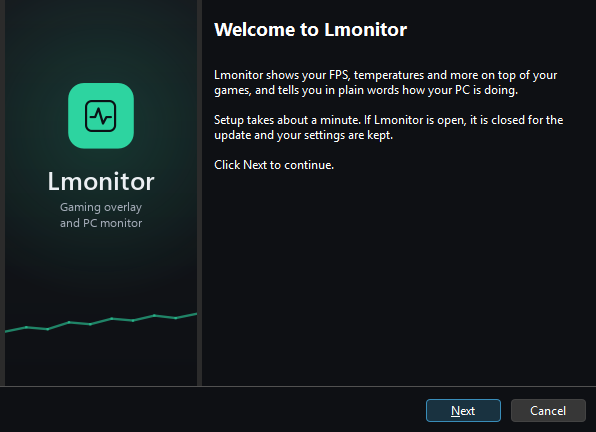 Lmonitor
Gaming overlay
and PC monitor
Welcome to Lmonitor
Lmonitor shows your FPS, temperatures and more on top of your
games, and tells you in plain words how your PC is doing.
Setup takes about a minute. If Lmonitor is open, it is closed for the
update and your settings are kept.
Click Next to continue.
Next
Cancel